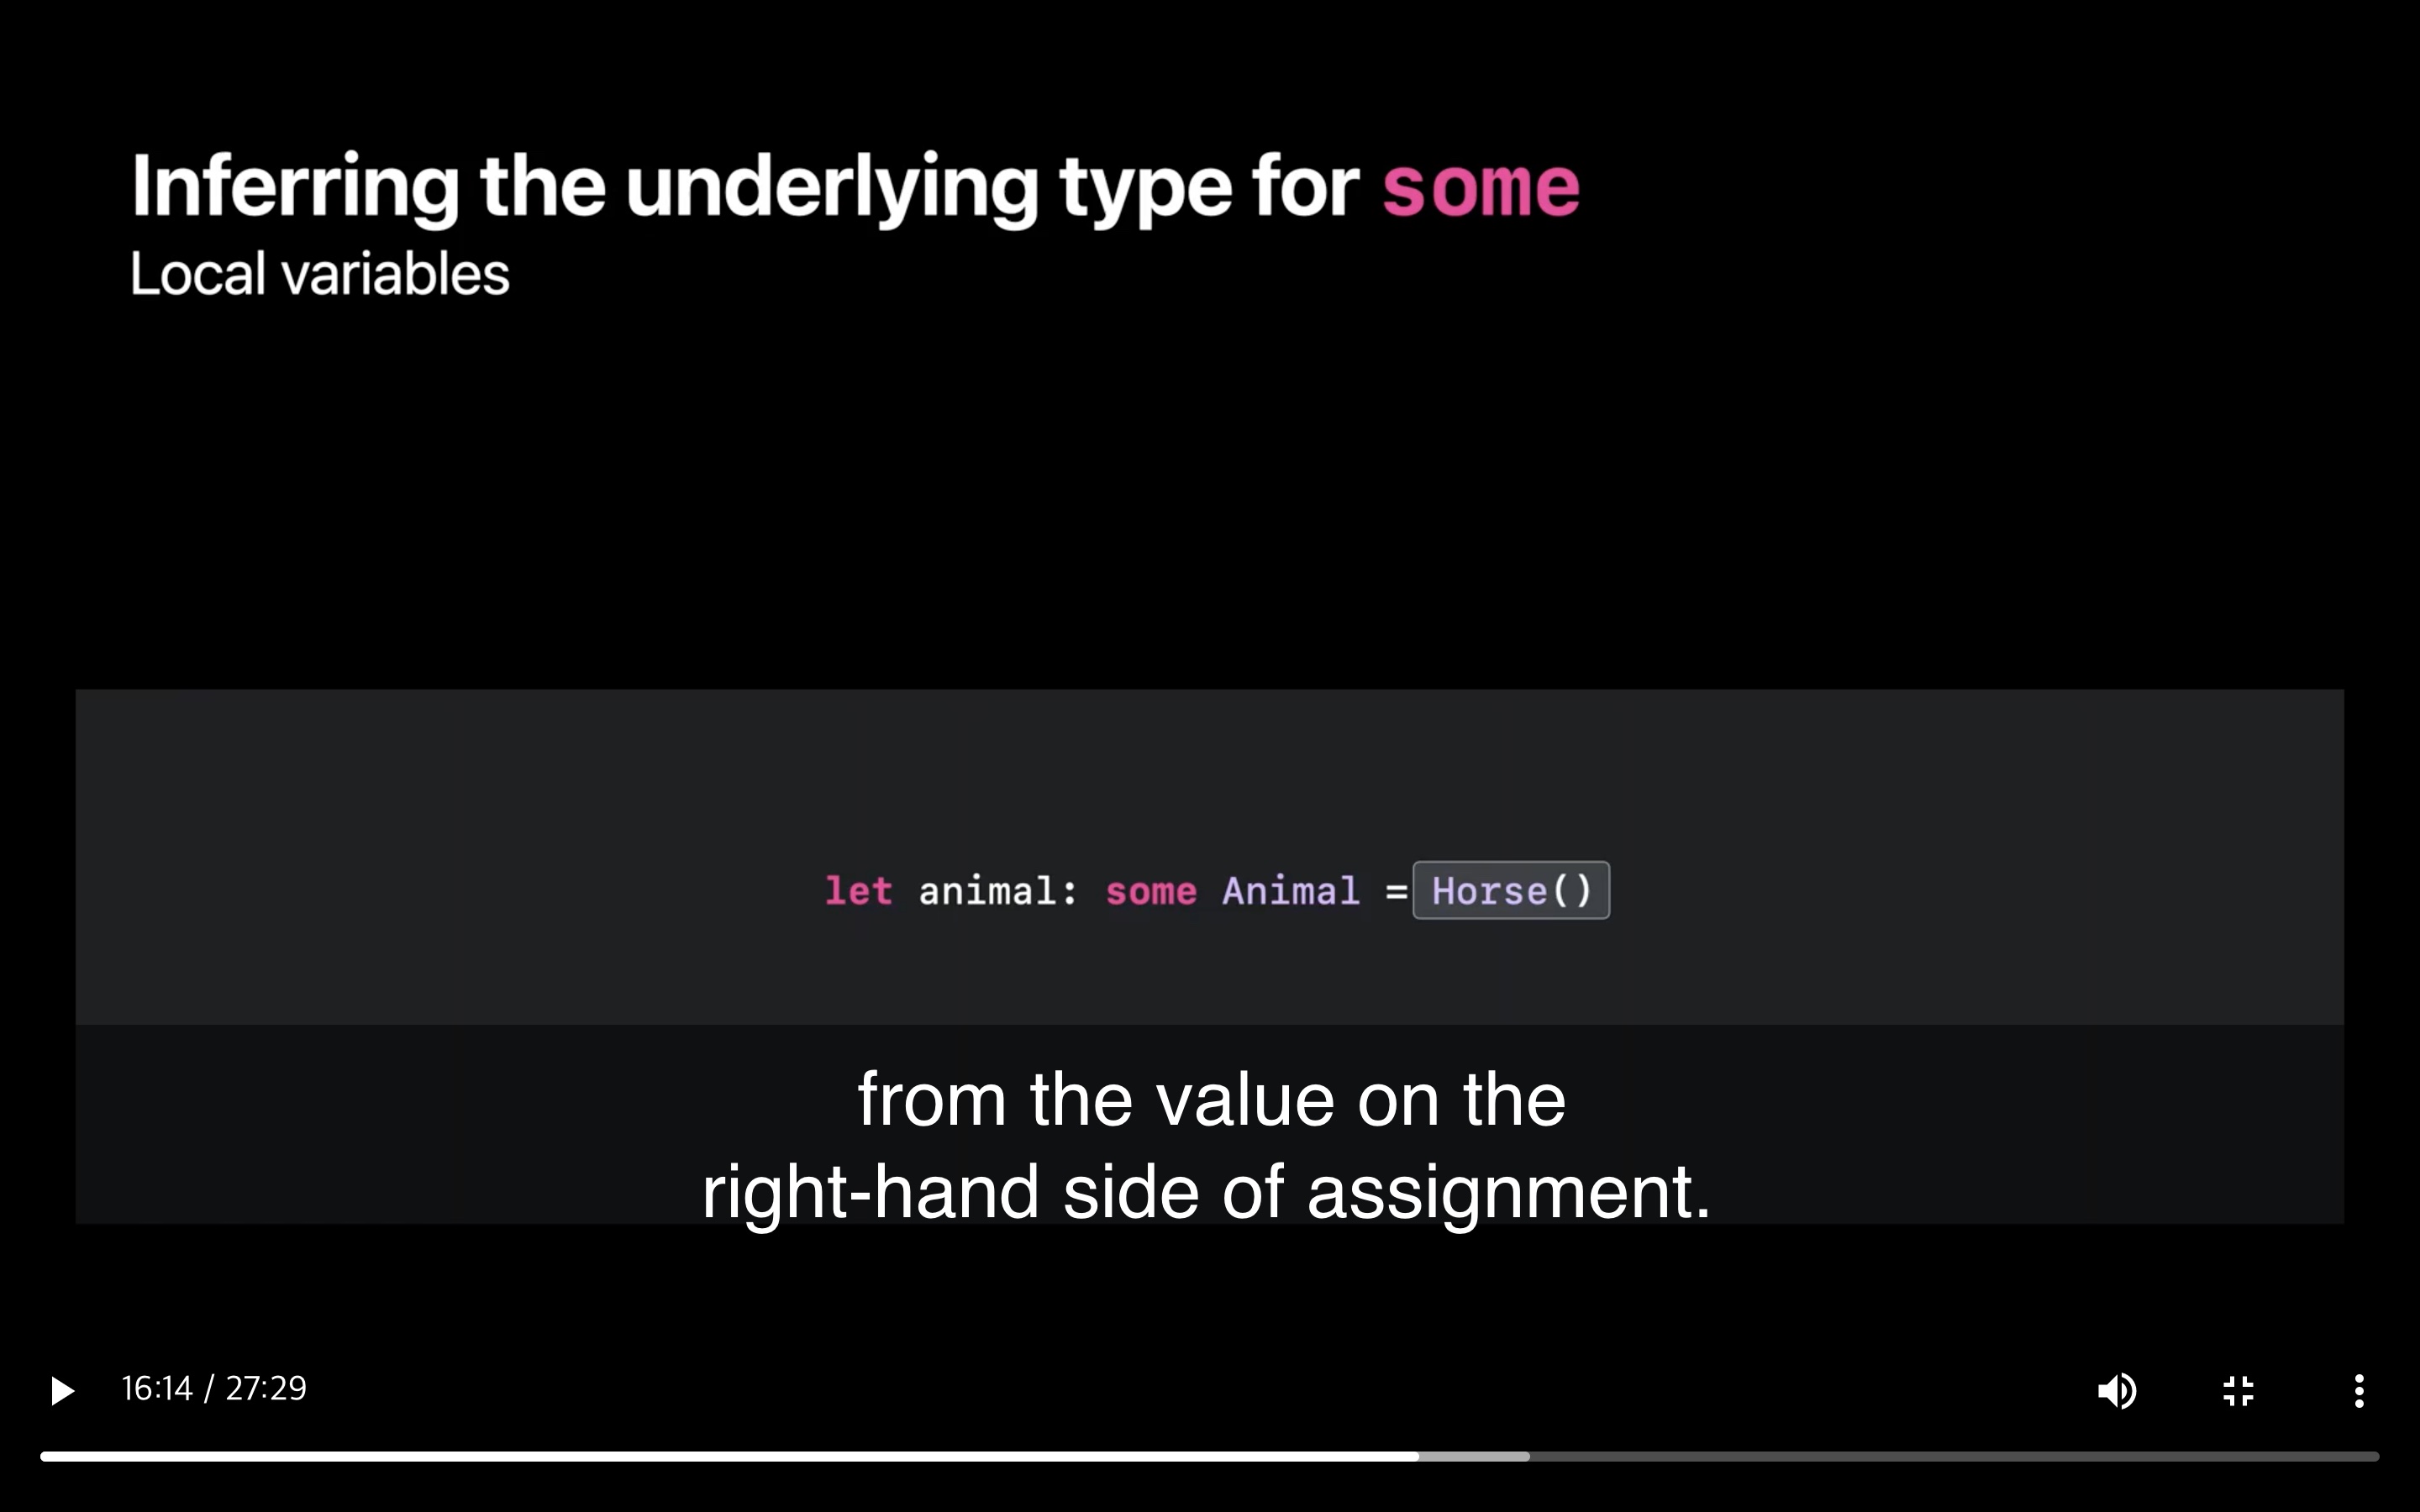 Inferring the underlying type for some
Local variables
let animal: some Animal = Horse()
from the value on the
right-hand side of assignment.
16:14 / 27:29